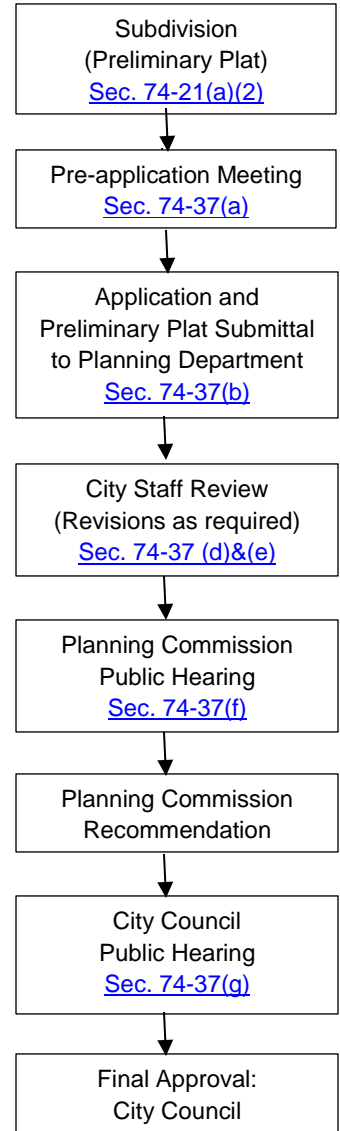 Subdivision
(Preliminary Plat)
Sec. 74-21(a)(2)
Pre-application Meeting
Sec. 74-37(a)
Application and
Preliminary Plat Submittal
to Planning Department
Sec. 74-37(b)
City Staff Review
(Revisions as required)
Sec. 74-37 (d)&(e)
Planning Commission
Public Hearing
Sec. 74-37(f)
Planning Commission
Recommendation
City Council
Public Hearing
Sec. 74-37(g)
Final Approval:
City Council